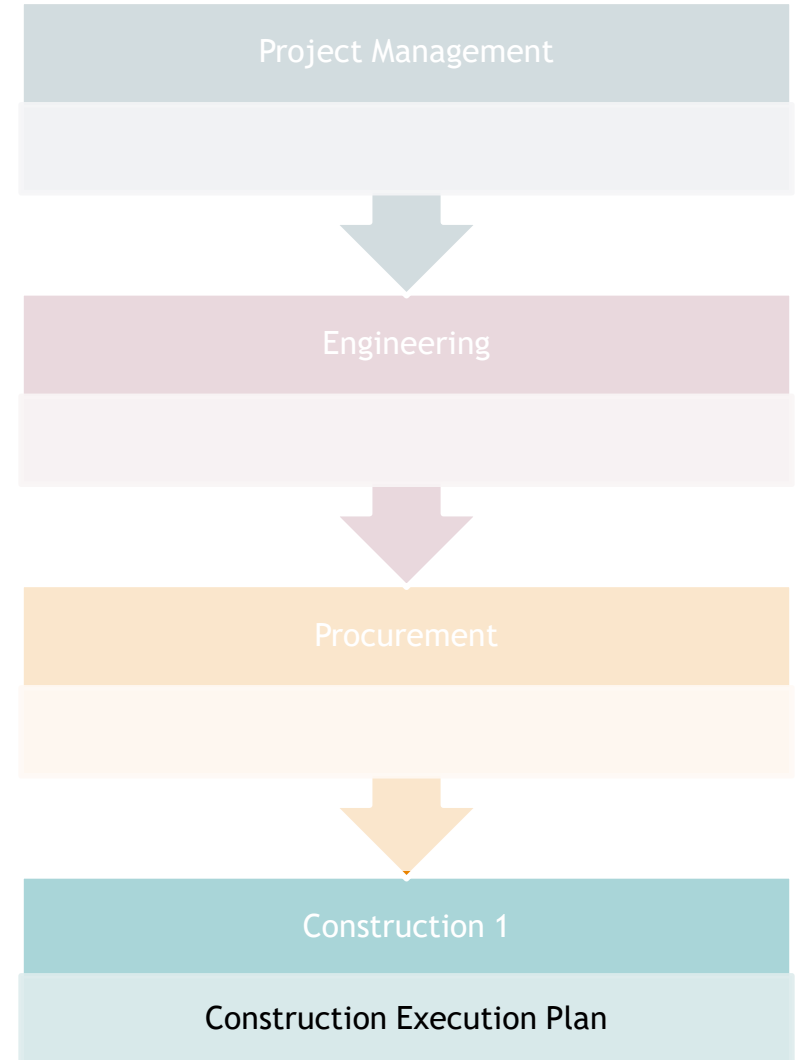 Project Management
Engineering
Procurement
Construction 1
Construction Execution Plan